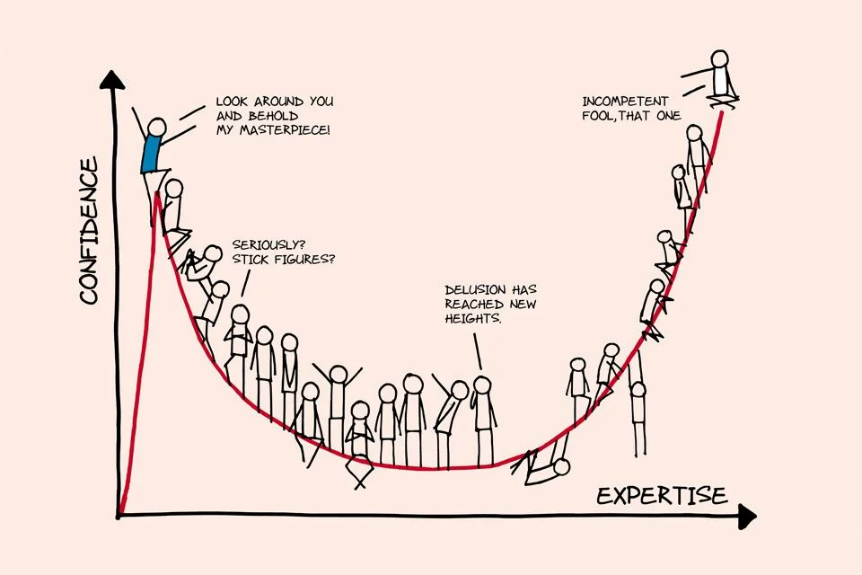 LOOK AROUND YOU
AND BEHOLD
MY MASTERPIECE!
INCOMPETENT
FOOL, THAT ONE
CONFIDENCE
SERIOUSLY?
STICK FIGURES?
DELUSION HAS
REACHED NEW
HEIGHTS.
EXPERTISE